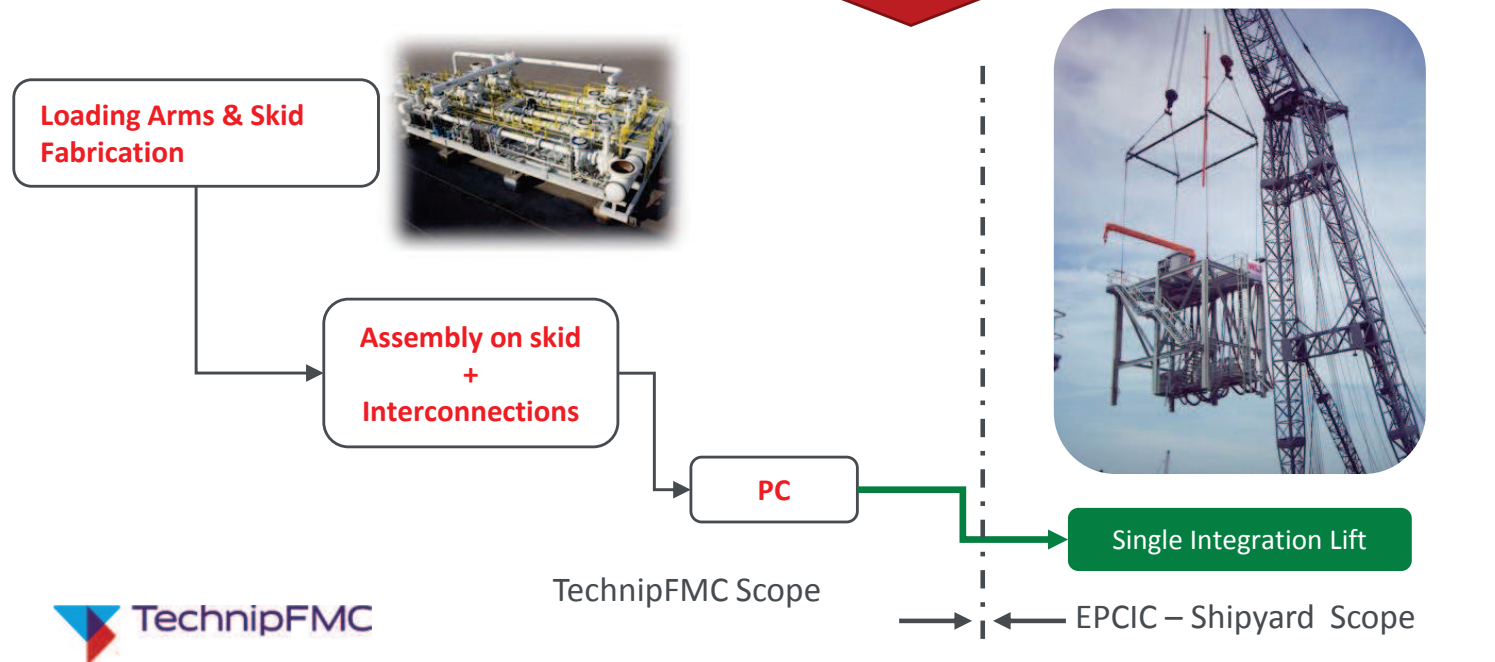 Loading Arms & Skid
Fabrication
Assembly on skid
+
Interconnections
PC
Single Integration Lift
TechnipFMC Scope
EPCIC – Shipyard Scope
TechnipFMC